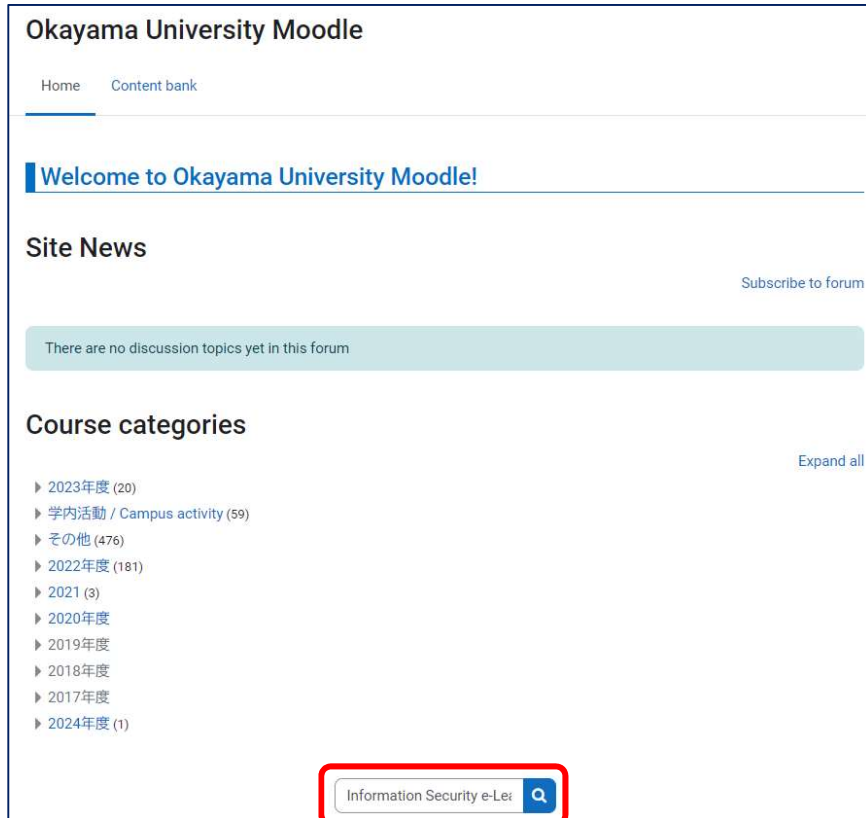 Okayama University Moodle
Home Content bank
Welcome to Okayama University Moodle!
Site News
Subscribe to forum
There are no discussion topics yet in this forum
Course categories
Expand all
2023年度 (20)
学内活動 / Campus activity (59)
その他 (476)
2022年度 (181)
2021 (3)
2020年度
2019年度
2018年度
2017年度
2024年度 (1)
Information Security e-Lea